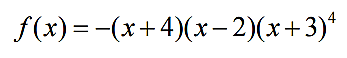 f(x) = −(x+4)(x−2)(x+3)⁴